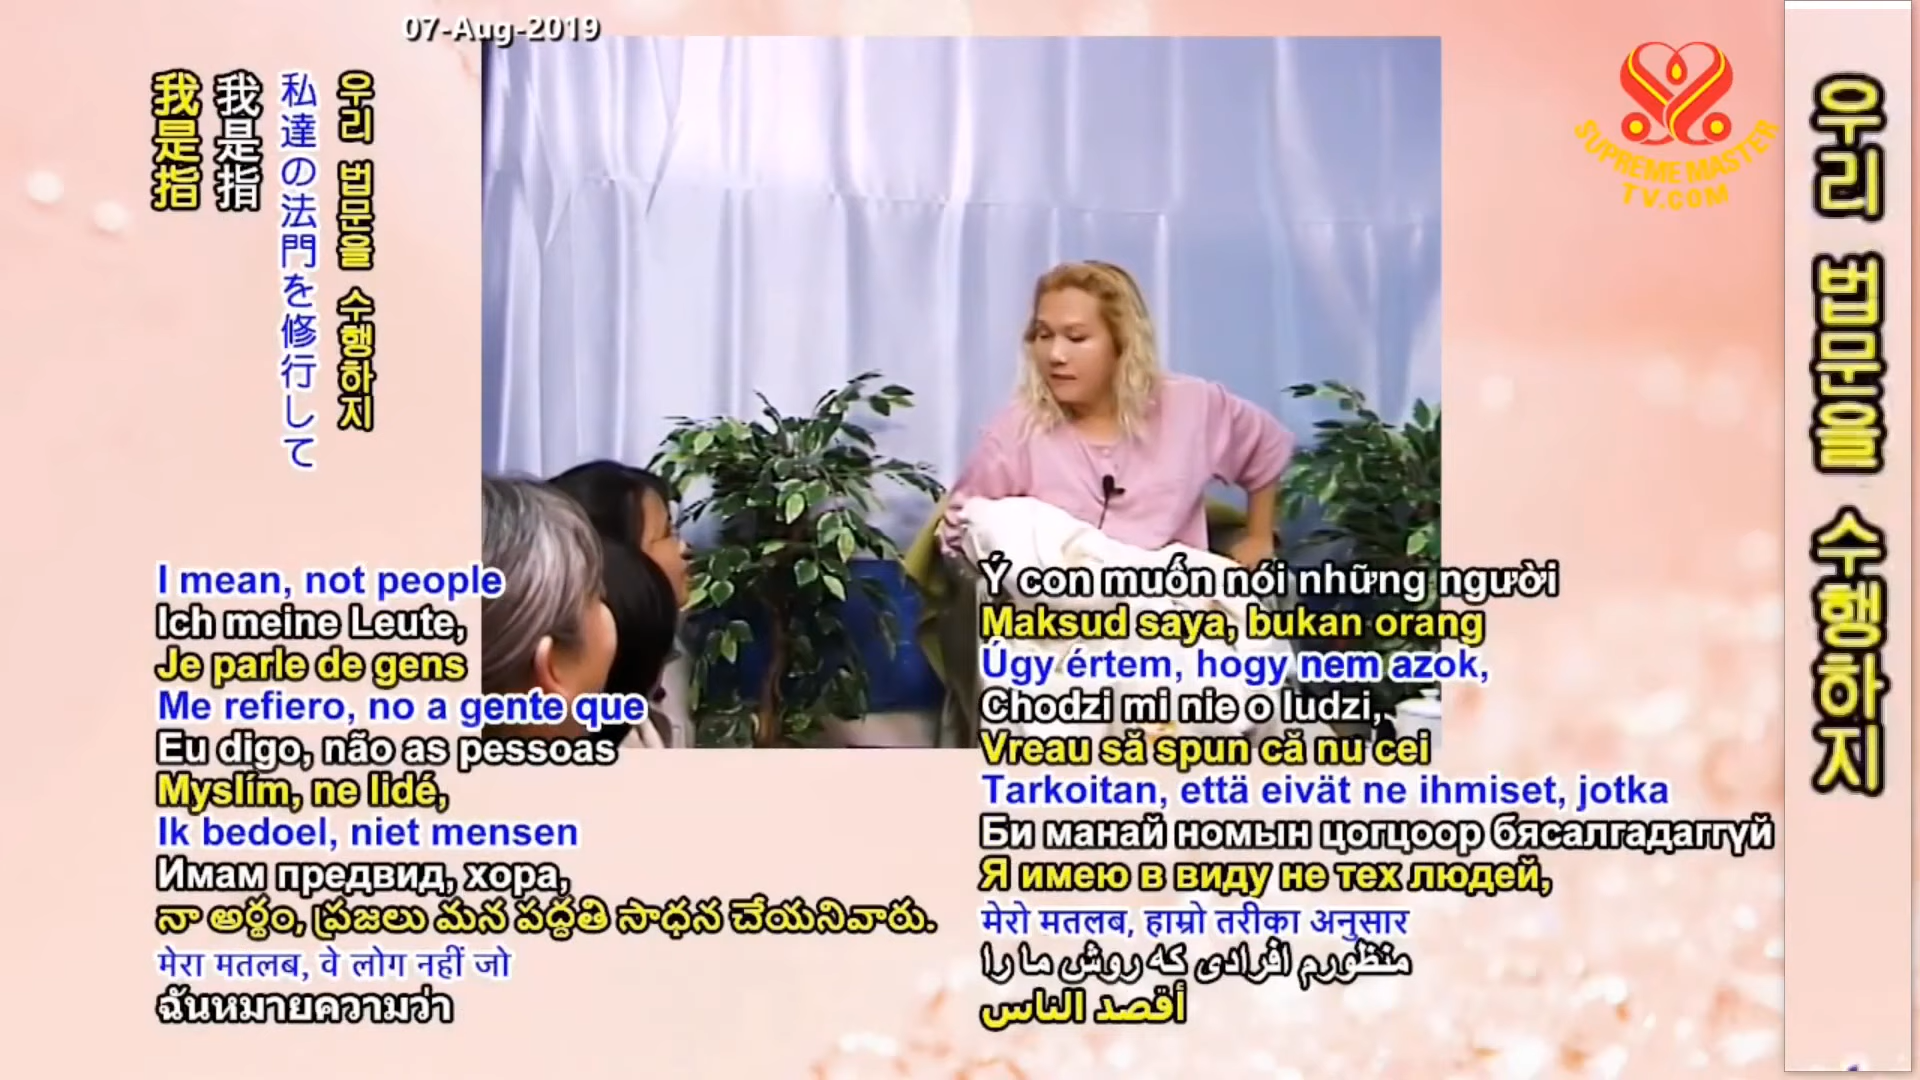 07-Aug-2019
SUPREME MASTER
TV.COM
我是指
我是指
私達の法門を修行して
우리 법문을 수행하지
우리 법문을 수행하지
I mean, not people
Ich meine Leute,
Je parle de gens
Me refiero, no a gente que
Eu digo, não as pessoas
Myslím, ne lidé,
Ik bedoel, niet mensen
Имам предвид, хора,
నా అర్థం, ప్రజలు మన పద్దతి సాధన చేయనివారు.
मेरा मतलब, वे लोग नहीं जो
ฉันหมายความว่า
Ý con muốn nói những người
Maksud saya, bukan orang
Úgy értem, hogy nem azok,
Chodzi mi nie o ludzi,
Vreau să spun că nu cei
Tarkoitan, että eivät ne ihmiset, jotka
Би манай номын цогцоор бясалгадаггүй
Я имею в виду не тех людей,
मेरो मतलब, हाम्रो तरीका अनुसार
منظورم افرادی که روش ما را
أقصد الناس